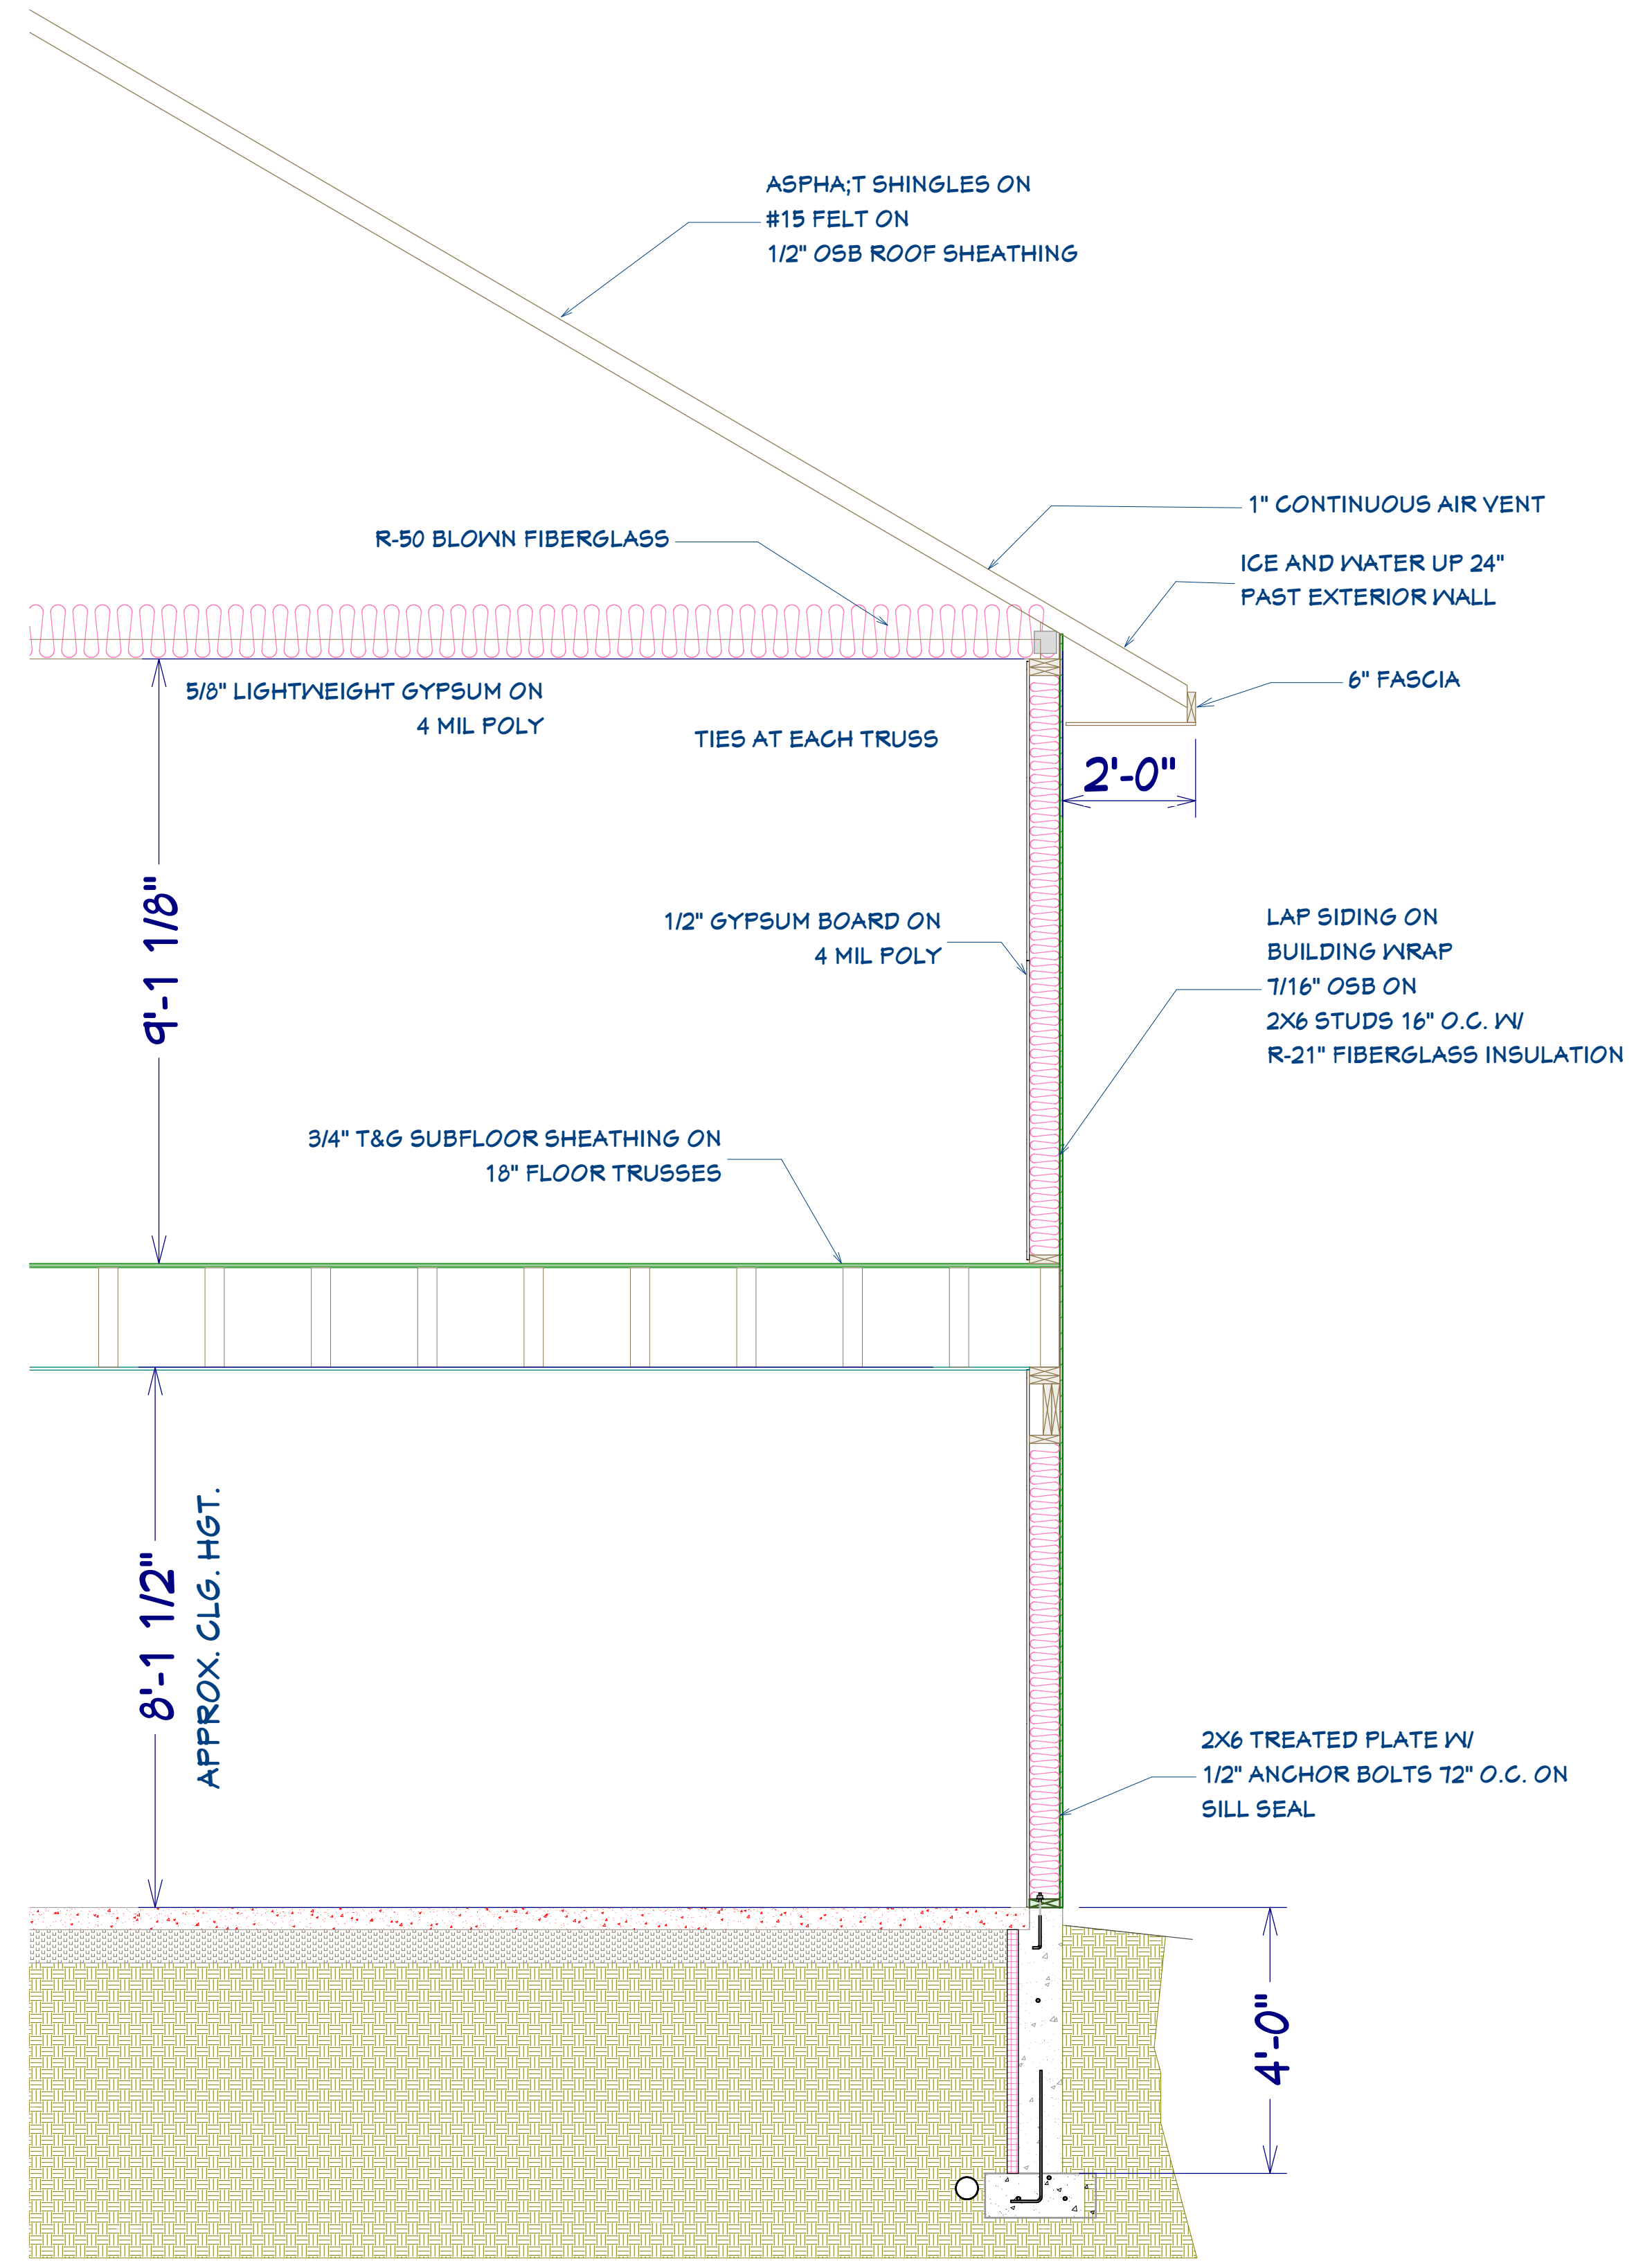 ASPHA;T SHINGLES ON
#15 FELT ON
1/2" OSB ROOF SHEATHING
1" CONTINUOUS AIR VENT
R-50 BLOWN FIBERGLASS
ICE AND WATER UP 24"
PAST EXTERIOR WALL
6" FASCIA
5/8" LIGHTWEIGHT GYPSUM ON
4 MIL POLY
TIES AT EACH TRUSS
2'-0"
9'-1 1/8"
1/2" GYPSUM BOARD ON
4 MIL POLY
LAP SIDING ON
BUILDING WRAP
7/16" OSB ON
2X6 STUDS 16" O.C. W/
R-21" FIBERGLASS INSULATION
3/4" T&G SUBFLOOR SHEATHING ON
18" FLOOR TRUSSES
8'-1 1/2"
APPROX. CLG. HGT.
2X6 TREATED PLATE W/
1/2" ANCHOR BOLTS 72" O.C. ON
SILL SEAL
4'-0"